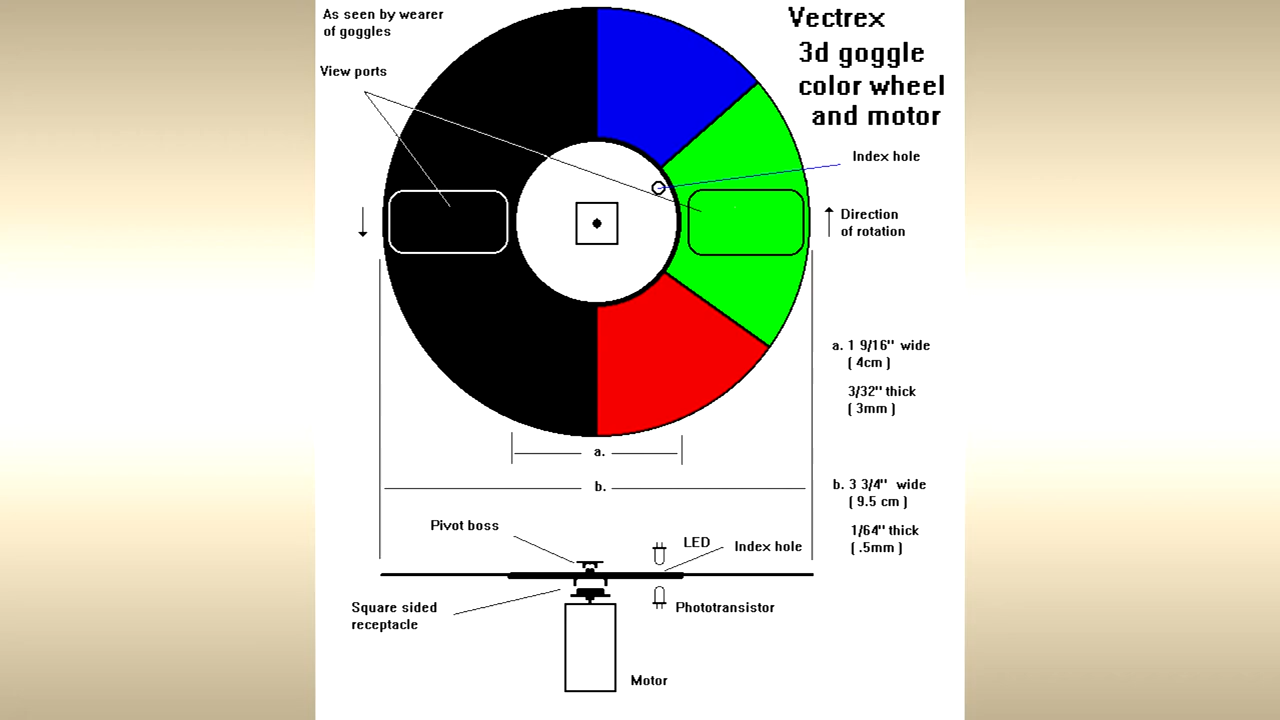 As seen by wearer
of goggles
View ports
Vectrex
3d goggle
color wheel
and motor
Index hole
Direction
of rotation
a. 1 9/16" wide
( 4cm )
3/32" thick
( 3mm )
a.
b.
b. 3 3/4" wide
( 9.5 cm )
1/64" thick
( .5mm )
Pivot boss
LED
Index hole
Square sided
receptacle
Phototransistor
Motor